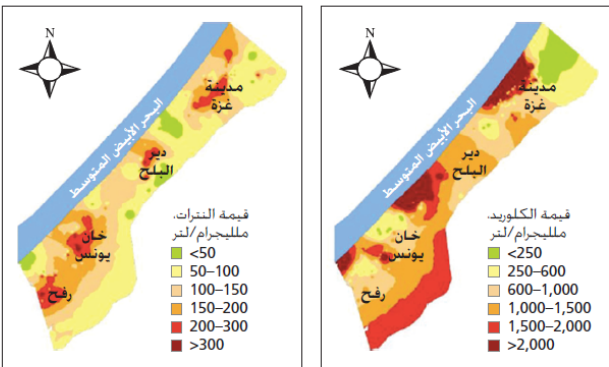 N
البحر الأبيض المتوسط
مدينة
غزة
دير
البلح
خان
يونس
رفح
قيمة النترات.
ملليجرام/لتر
<50
50–100
100–150
150–200
200–300
>300
N
البحر الأبيض المتوسط
مدينة
غزة
دير
البلح
خان
يونس
رفح
قيمة الكلوريد.
ملليجرام/لتر
<250
250–600
600–1,000
1,000–1,500
1,500–2,000
>2,000